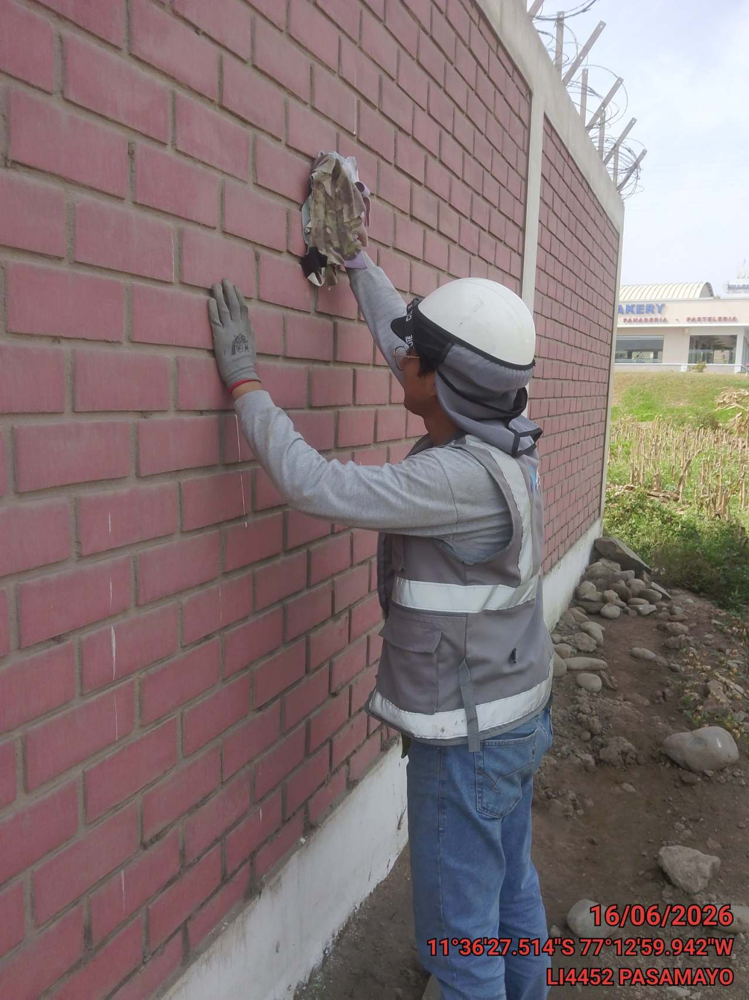 AKERY
PANADERIA PASTELERIA
16/06/2026
11°36'27.514"S 77°12'59.942"W
LI4452 PASAMAYO